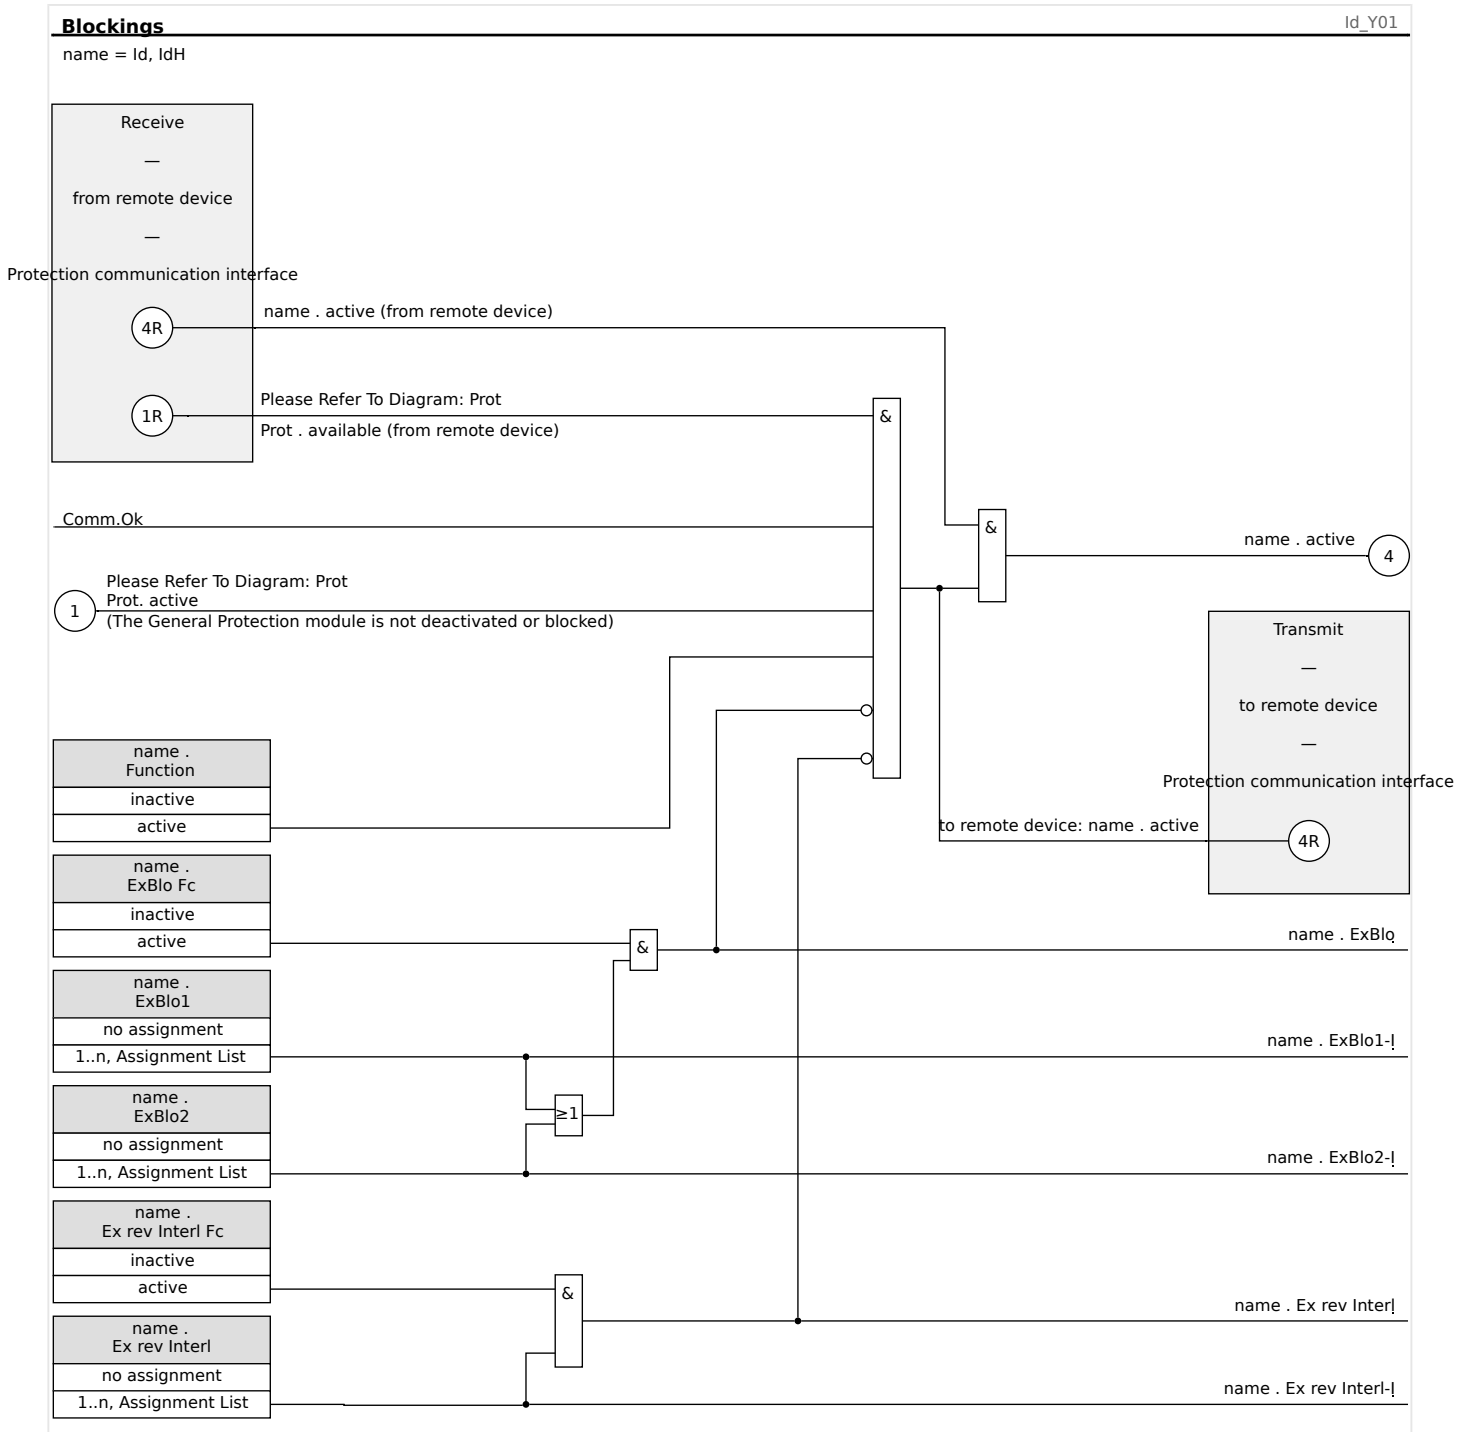 Blockings
Id_Y01
name = Id, IdH
Receive
—
from remote device
—
Protection communication interface
4R
name . active (from remote device)
1R
Please Refer To Diagram: Prot
Prot . available (from remote device)
&
Comm.Ok
&
name . active
4
Please Refer To Diagram: Prot
1
Prot. active
(The General Protection module is not deactivated or blocked)
Transmit
—
to remote device
—
Protection communication interface
to remote device: name . active
4R
name .
Function
inactive
active
name .
ExBlo Fc
inactive
active
&
name . ExBlo
name .
ExBlo1
no assignment
1..n, Assignment List
name . ExBlo1-I
name .
ExBlo2
≥1
no assignment
1..n, Assignment List
name . ExBlo2-I
name .
Ex rev Interl Fc
inactive
active
&
name . Ex rev Interl
name .
Ex rev Interl
no assignment
1..n, Assignment List
name . Ex rev Interl-I